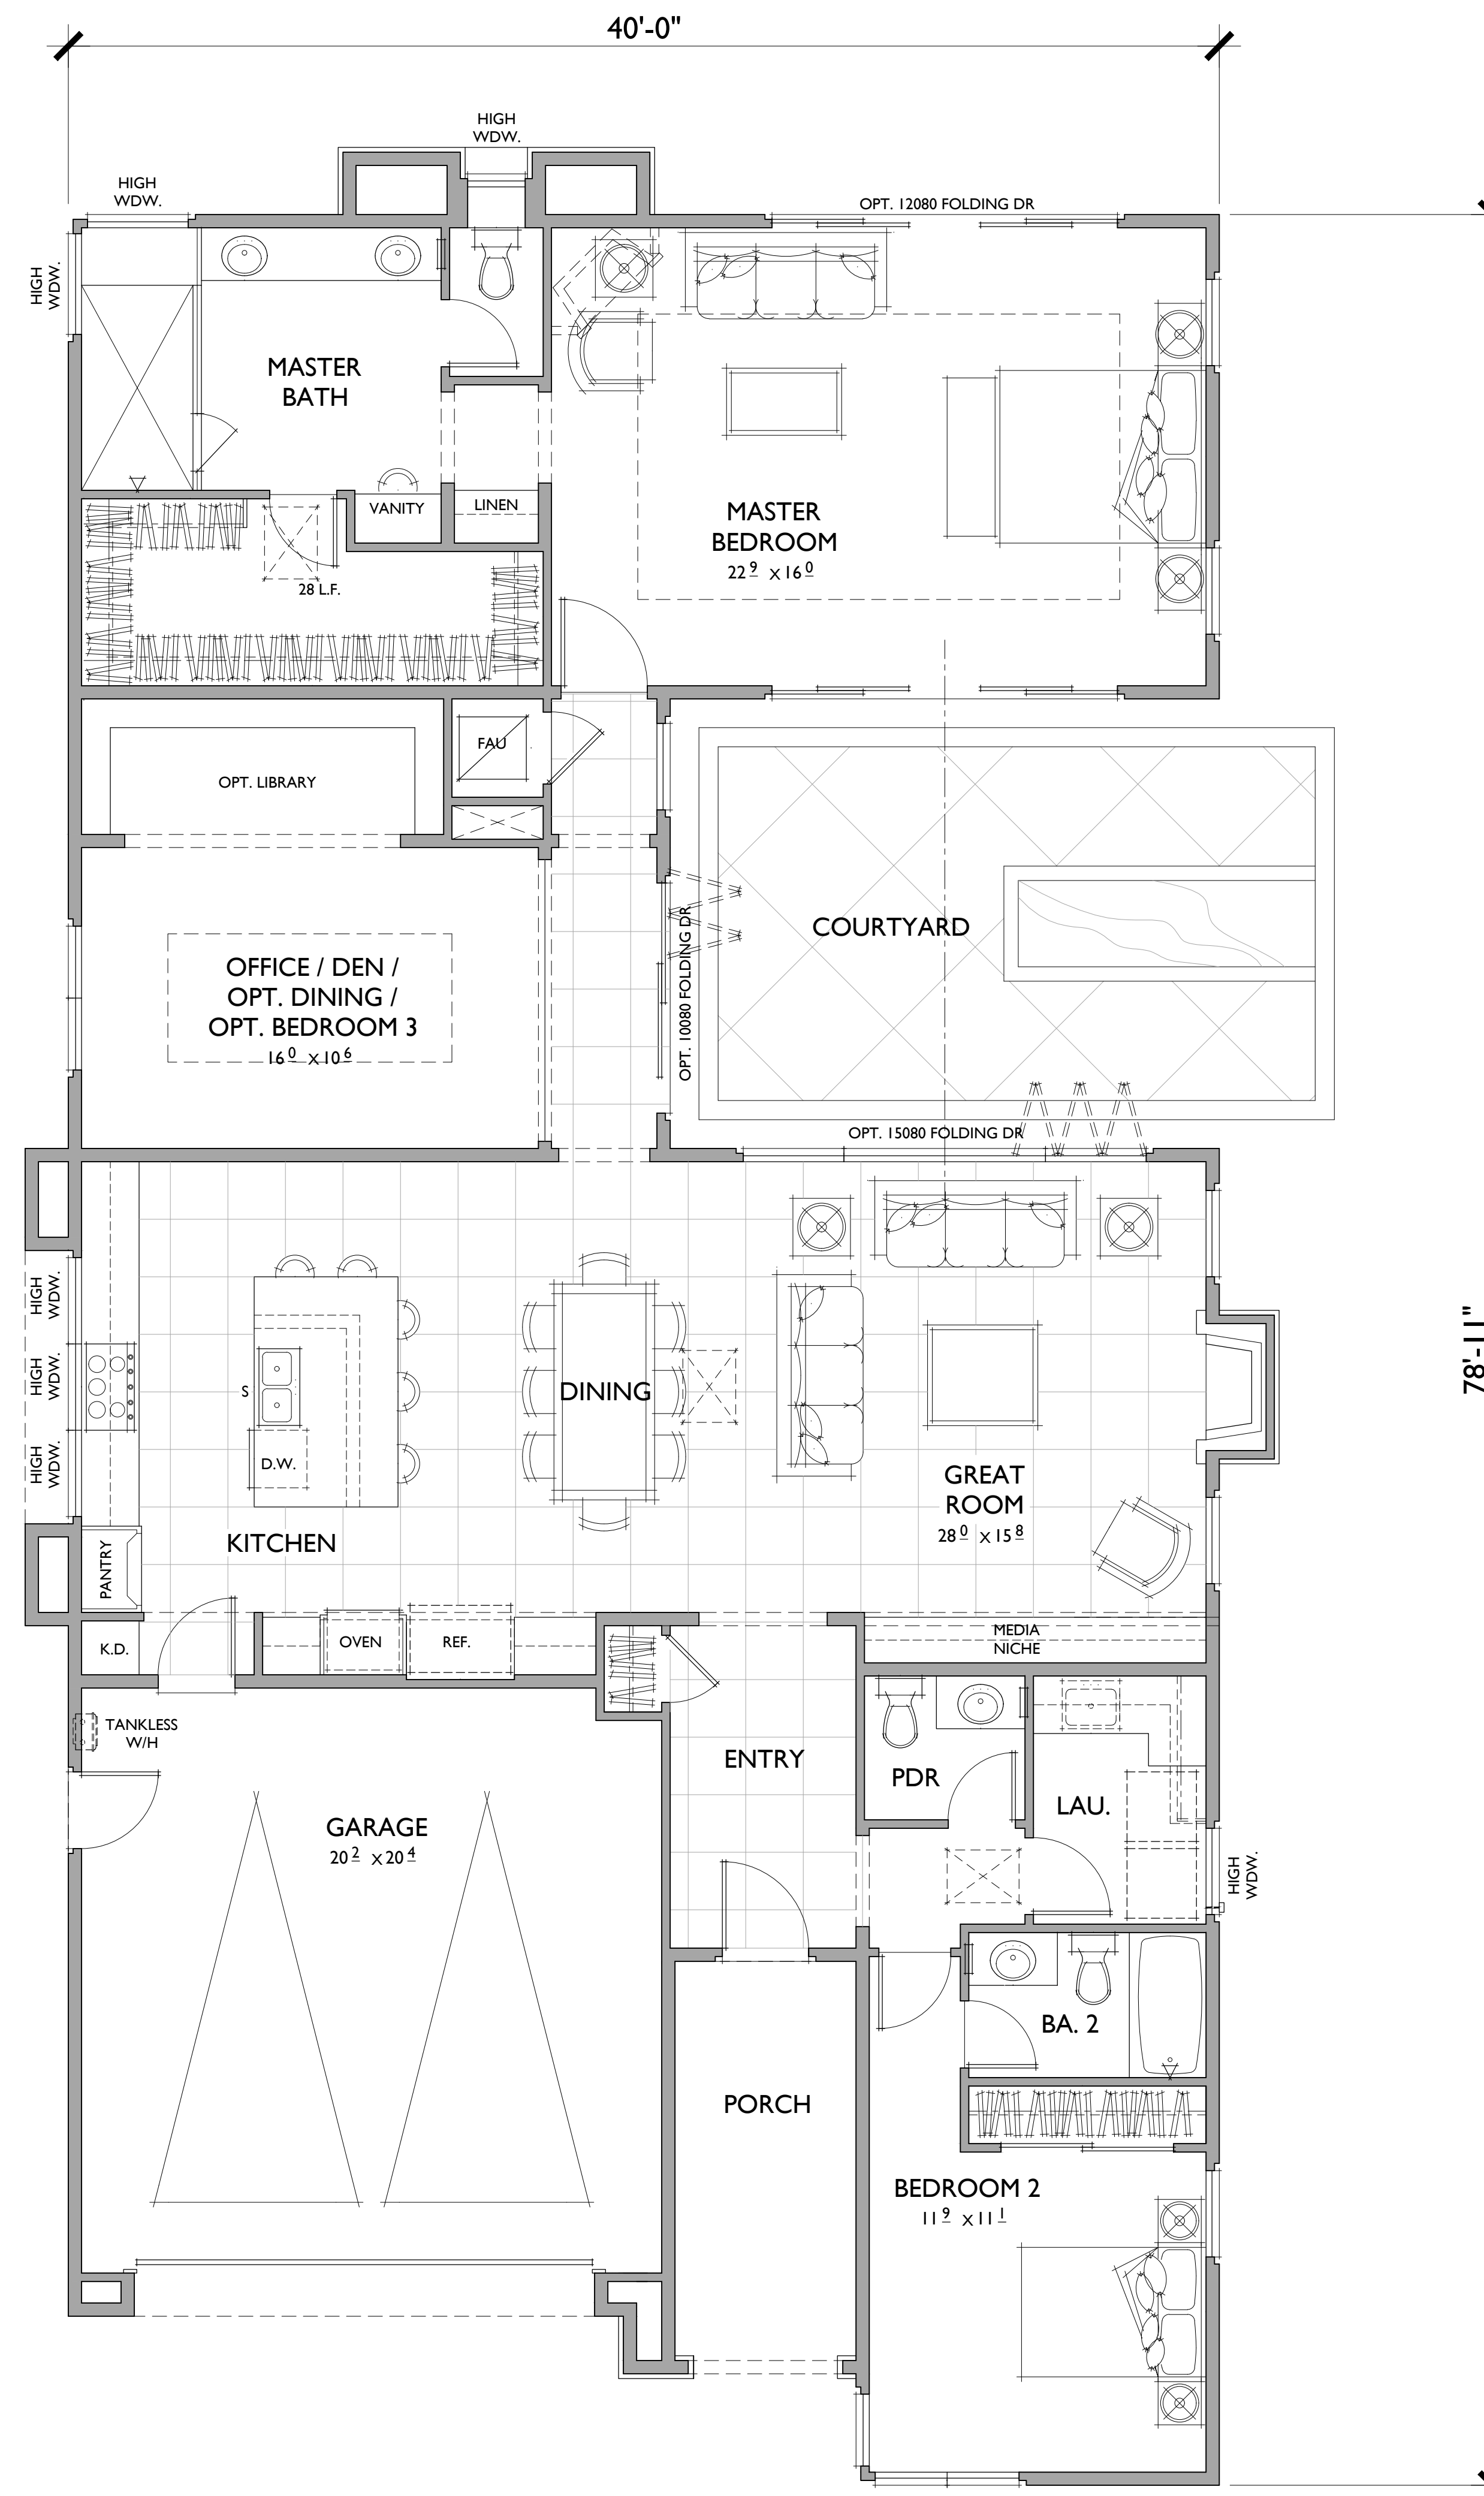 40'-0"
HIGH
WDW.
HIGH
WDW.
OPT. 12080 FOLDING DR
HIGH
WDW.
MASTER
BATH
VANITY
LINEN
MASTER
BEDROOM
22 9 x 16 0
28 L.F.
FAU
OPT. LIBRARY
COURTYARD
OPT. 10080 FOLDING DR
OFFICE / DEN /
OPT. DINING /
OPT. BEDROOM 3
16 0 x 10 6
OPT. 15080 FOLDING DR
HIGH
WDW.
HIGH
WDW.
HIGH
WDW.
78'-11"
S
D.W.
DINING
GREAT
ROOM
28 0 x 15 8
KITCHEN
PANTRY
K.D.
OVEN
REF.
MEDIA
NICHE
TANKLESS
W/H
ENTRY
PDR
LAU.
GARAGE
20 2 x 20 4
HIGH
WDW.
BA. 2
PORCH
BEDROOM 2
11 9 x 11 1